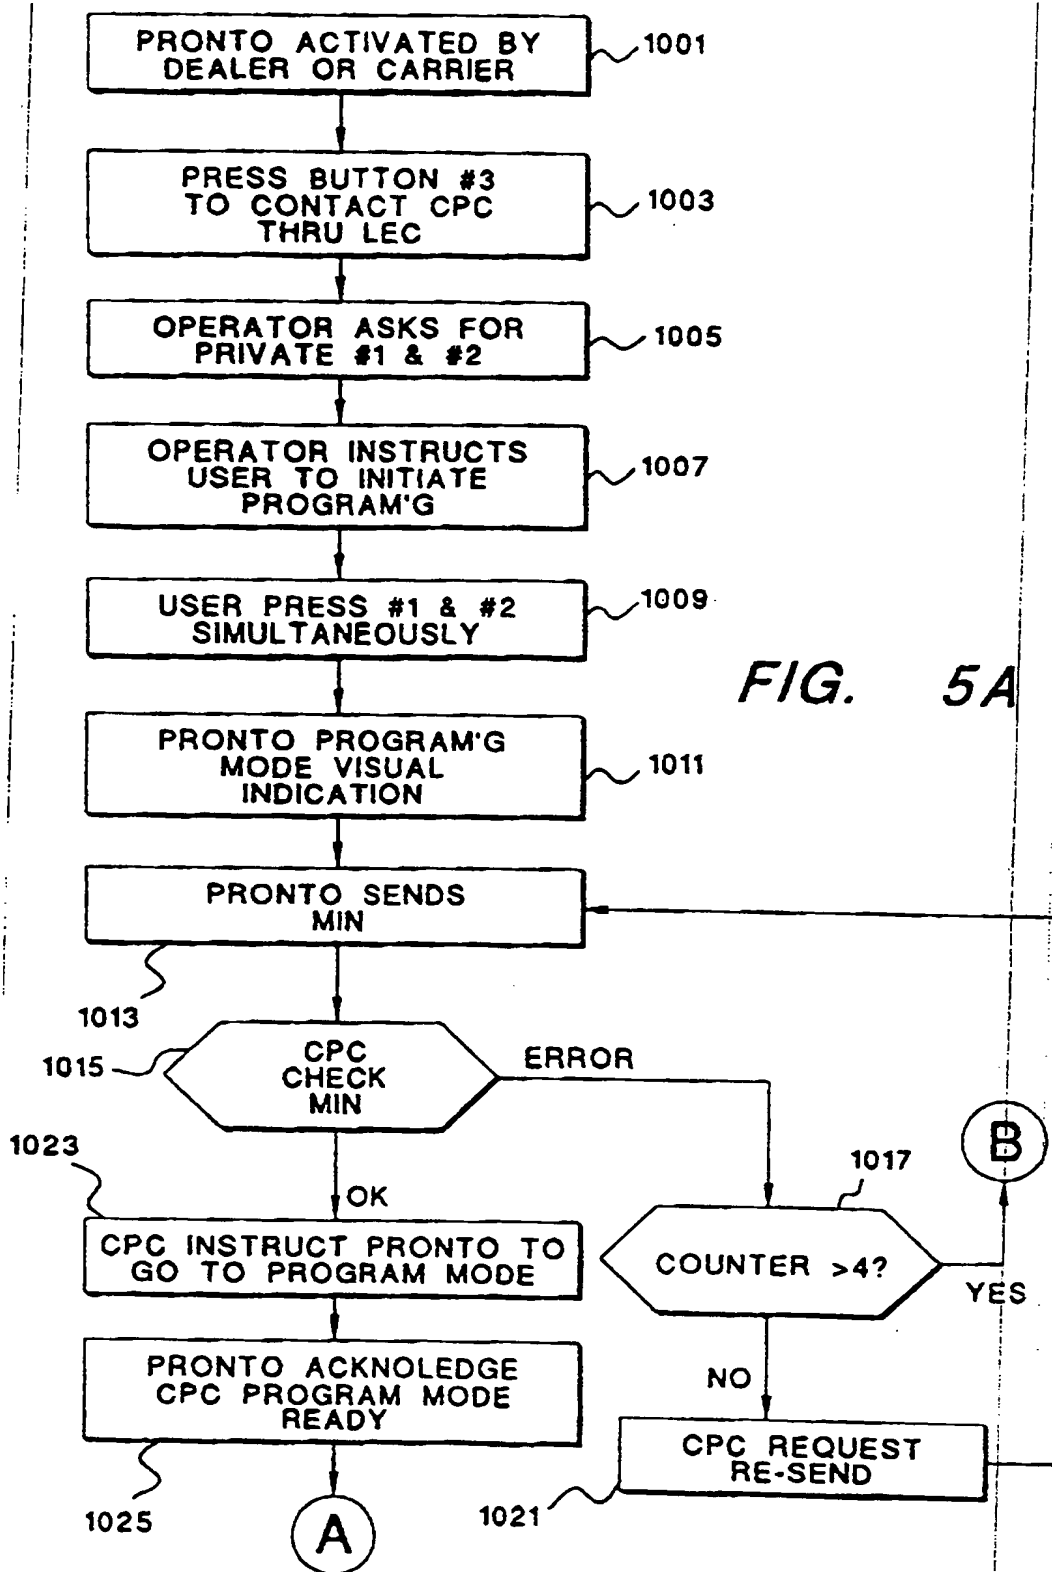 PRONTO ACTIVATED BY
DEALER OR CARRIER
1001
PRESS BUTTON #3
TO CONTACT CPC
THRU LEC
1003
OPERATOR ASKS FOR
PRIVATE #1 & #2
1005
OPERATOR INSTRUCTS
USER TO INITIATE
PROGRAM'G
1007
USER PRESS #1 & #2
SIMULTANEOUSLY
1009
FIG. 5A
PRONTO PROGRAM'G
MODE VISUAL
INDICATION
1011
PRONTO SENDS
MIN
1013
CPC
CHECK
MIN
1015
ERROR
OK
1023
CPC INSTRUCT PRONTO TO
GO TO PROGRAM MODE
B
1017
COUNTER >4?
YES
NO
PRONTO ACKNOLEDGE
CPC PROGRAM MODE
READY
1025
CPC REQUEST
RE-SEND
1021
A